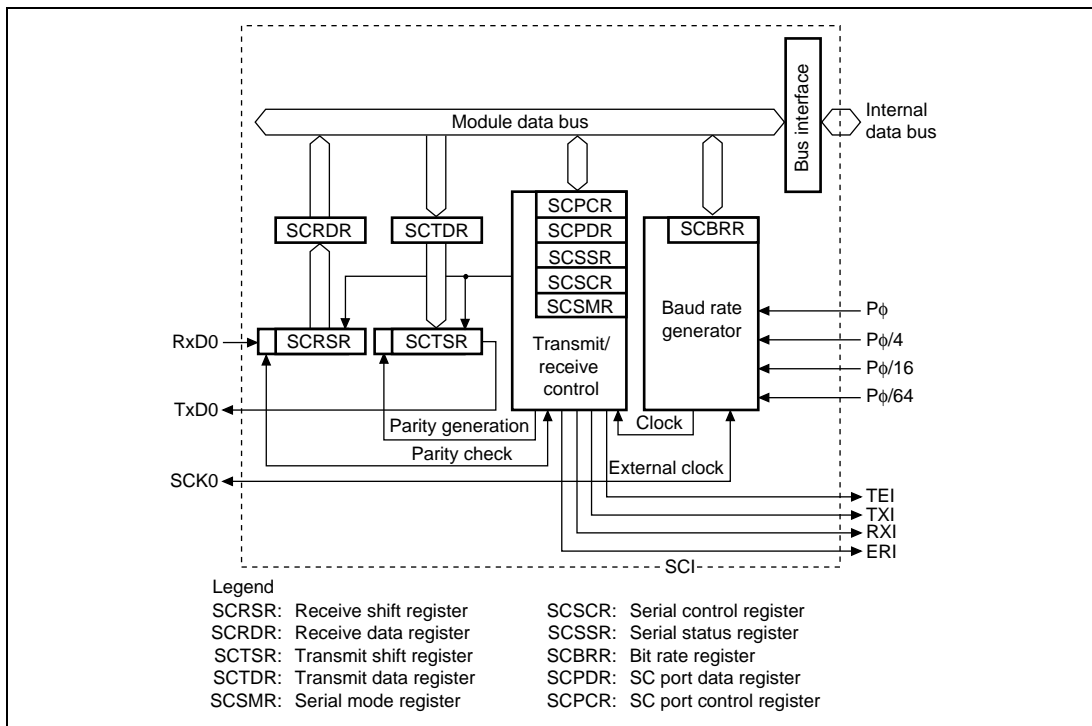 Module data bus
Bus interface
Internal
data bus
SCRDR
SCTDR
SCPCR
SCPDR
SCSSR
SCSCR
SCSMR
Transmit/
receive
control
SCBRR
Baud rate
generator
Pϕ
Pϕ/4
Pϕ/16
Pϕ/64
RxD0
SCRSR
SCTSR
TxD0
Parity generation
Clock
Parity check
External clock
SCK0
TEI
TXI
RXI
ERI
SCI
Legend
SCRSR: Receive shift register
SCRDR: Receive data register
SCTSR: Transmit shift register
SCTDR: Transmit data register
SCSMR: Serial mode register
SCSCR: Serial control register
SCSSR: Serial status register
SCBRR: Bit rate register
SCPDR: SC port data register
SCPCR: SC port control register